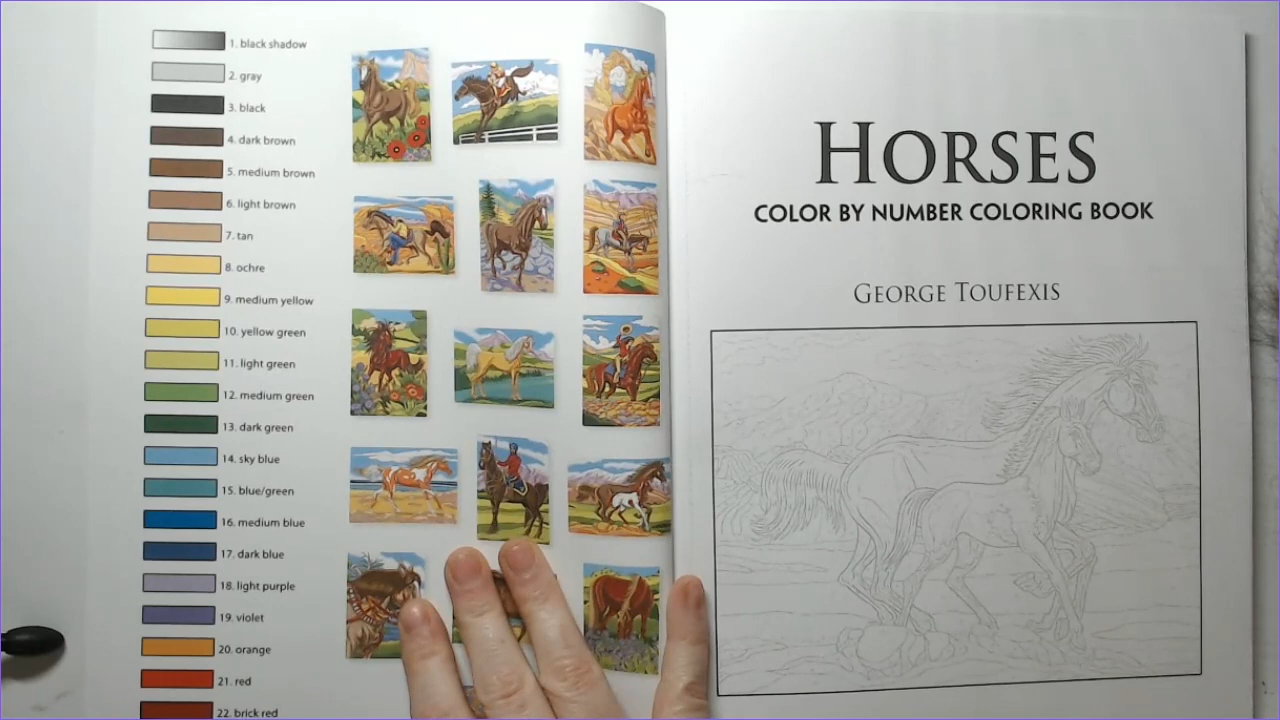 1. black shadow
2. gray
3. black
4. dark brown
5. medium brown
6. light brown
7. tan
8. ochre
9. medium yellow
10. yellow green
11. light green
12. medium green
13. dark green
14. sky blue
15. blue/green
16. medium blue
17. dark blue
18. light purple
19. violet
20. orange
21. red
22. brick red
HORSES
COLOR BY NUMBER COLORING BOOK
GEORGE TOUFEXIS